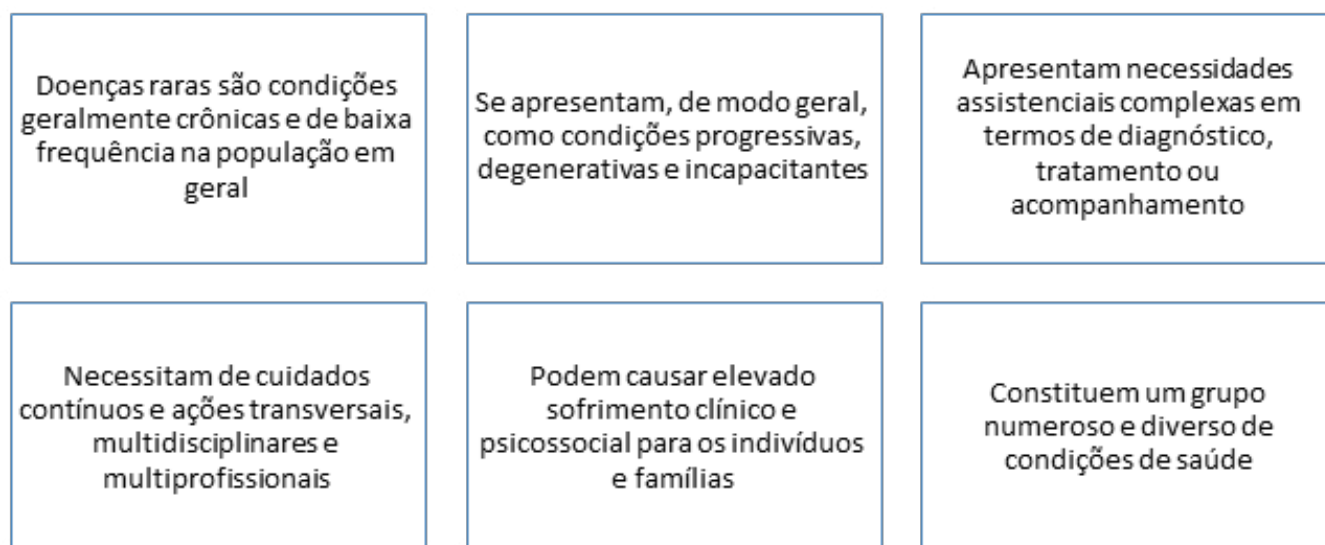 Doenças raras são condições
geralmente crônicas e de baixa
frequência na população em
geral
Se apresentam, de modo geral,
como condições progressivas,
degenerativas e incapacitantes
Apresentam necessidades
assistenciais complexas em
termos de diagnóstico,
tratamento ou
acompanhamento
Necessitam de cuidados
contínuos e ações transversais,
multidisciplinares e
multiprofissionais
Podem causar elevado
sofrimento clínico e
psicossocial para os indivíduos
e famílias
Constituem um grupo
numeroso e diverso de
condições de saúde